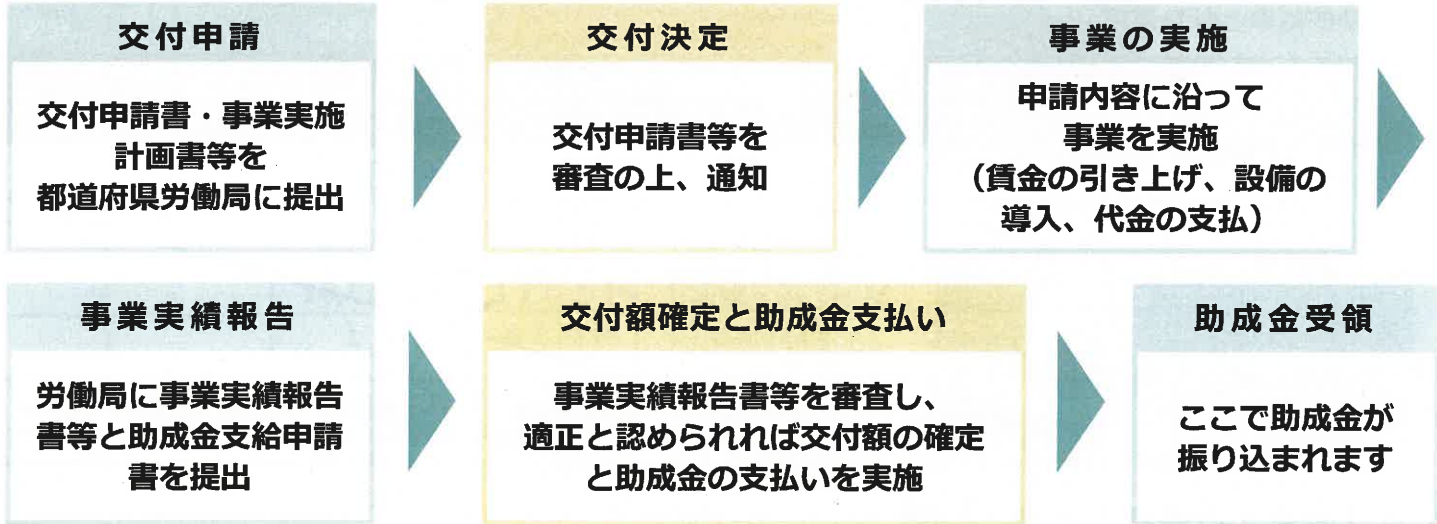 交付申請
交付申請書・事業実施
計画書等を
都道府県労働局に提出
交付決定
交付申請書等を
審査の上、通知
事業の実施
申請内容に沿って
事業を実施
（賃金の引き上げ、設備の
導入、代金の支払）
事業実績報告
労働局に事業実績報告
書等と助成金支給申請
書を提出
交付額確定と助成金支払い
事業実績報告書等を審査し、
適正と認められれば交付額の確定
と助成金の支払いを実施
助成金受領
ここで助成金が
振り込まれます